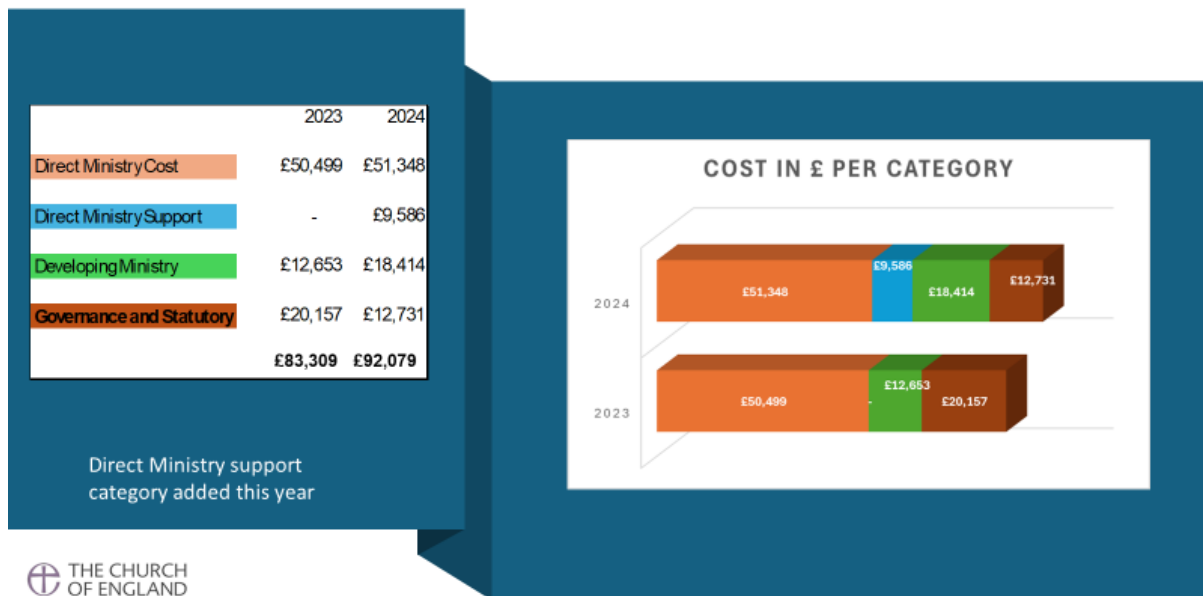 2023 2024
Direct Ministry Cost £50,499 £51,348
Direct Ministry Support - £9,586
Developing Ministry £12,653 £18,414
Governance and Statutory £20,157 £12,731
£83,309 £92,079
Direct Ministry support
category added this year
THE CHURCH
OF ENGLAND
COST IN £ PER CATEGORY
2024 £51,348 £9,586 £18,414 £12,731
2023 £50,499 - £12,653 £20,157